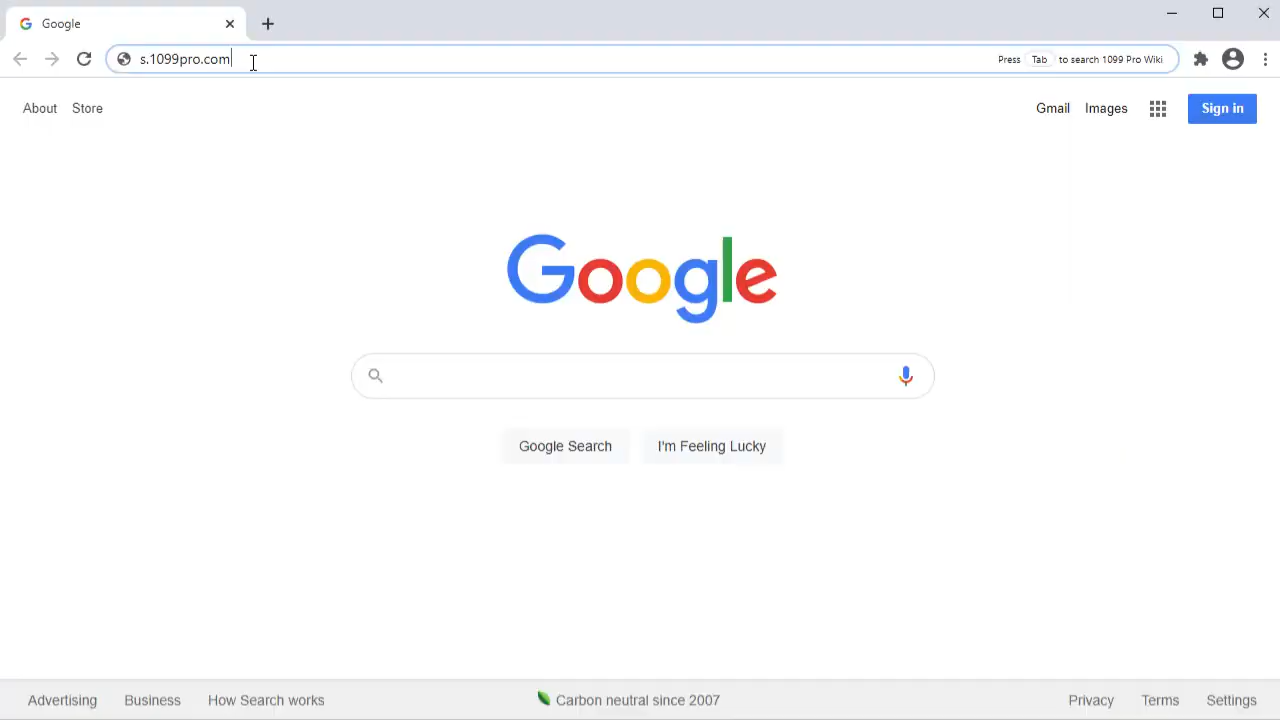 Google
s.1099pro.com
Press Tab to search 1099 Pro Wiki
About Store
Gmail Images Sign in
Google
Google Search I'm Feeling Lucky
Advertising Business How Search works Carbon neutral since 2007 Privacy Terms Settings